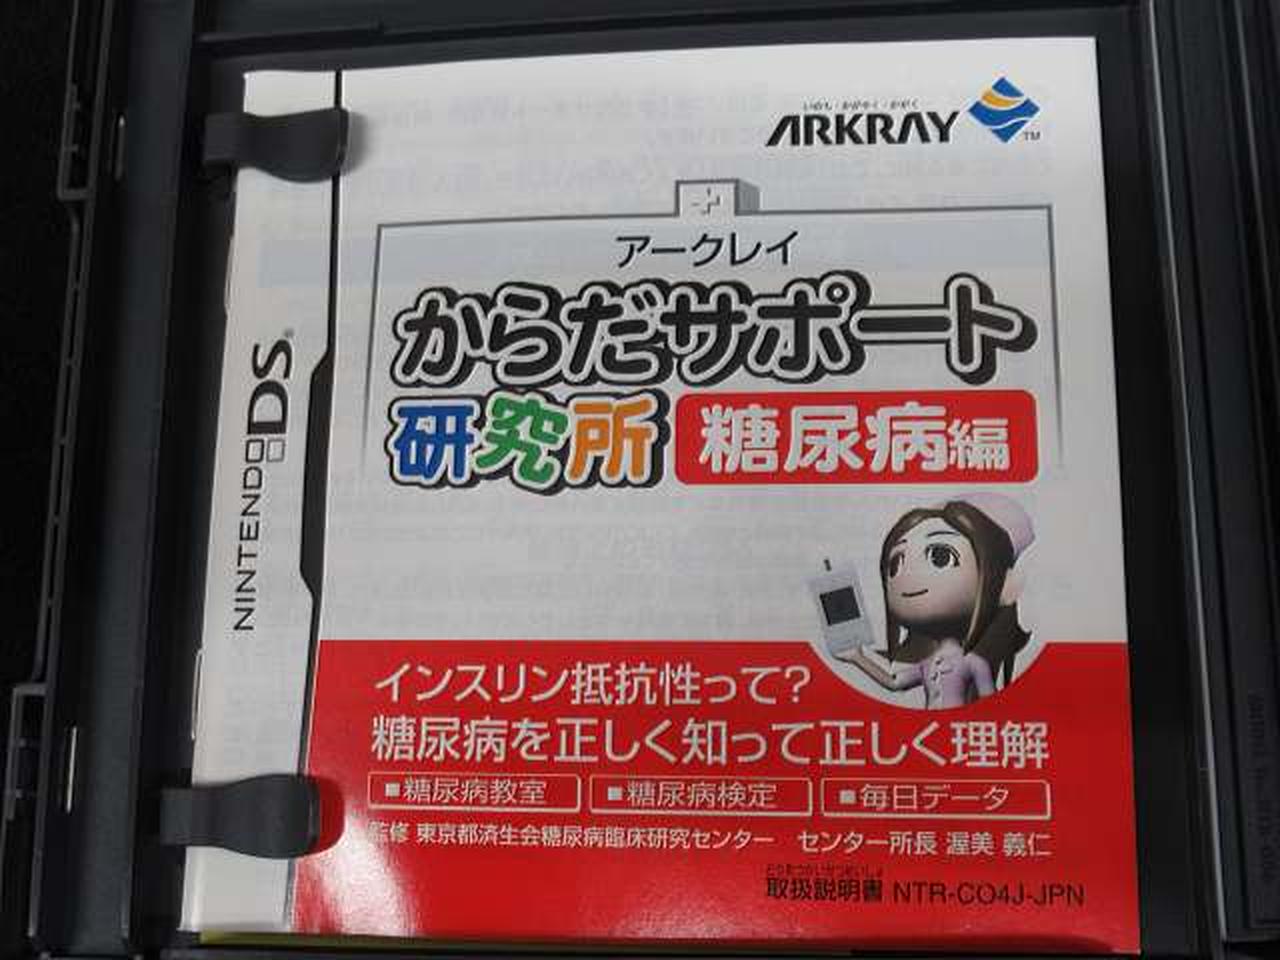 いのち・かがやく・かがく
ARKRAY
TM
アークレイ
からだサポート
研究所 糖尿病編
NINTENDO DS
インスリン抵抗性って?
糖尿病を正しく知って正しく理解
■糖尿病教室 ■糖尿病検定 ■毎日データ
監修 東京都済生会糖尿病臨床研究センター センター所長 渥美 義仁
とりあつかいせつめいしょ
取扱説明書 NTR-CO4J-JPN